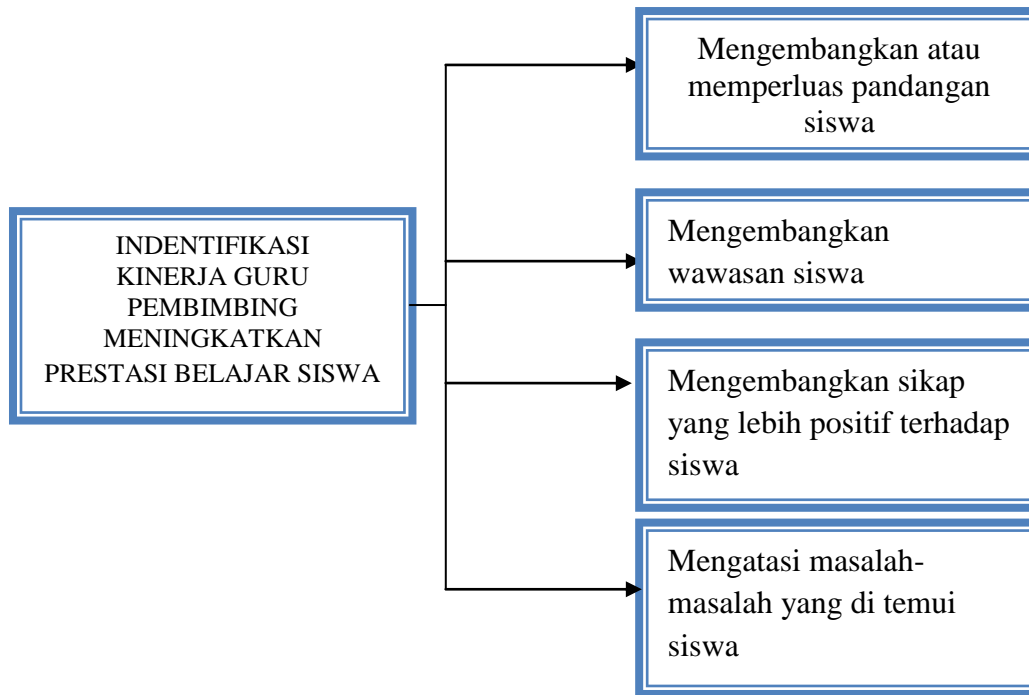 INDENTIFIKASI
KINERJA GURU
PEMBIMBING
MENINGKATKAN
PRESTASI BELAJAR SISWA
Mengembangkan atau
memperluas pandangan
siswa
Mengembangkan
wawasan siswa
Mengembangkan sikap
yang lebih positif terhadap
siswa
Mengatasi masalah-
masalah yang di temui
siswa